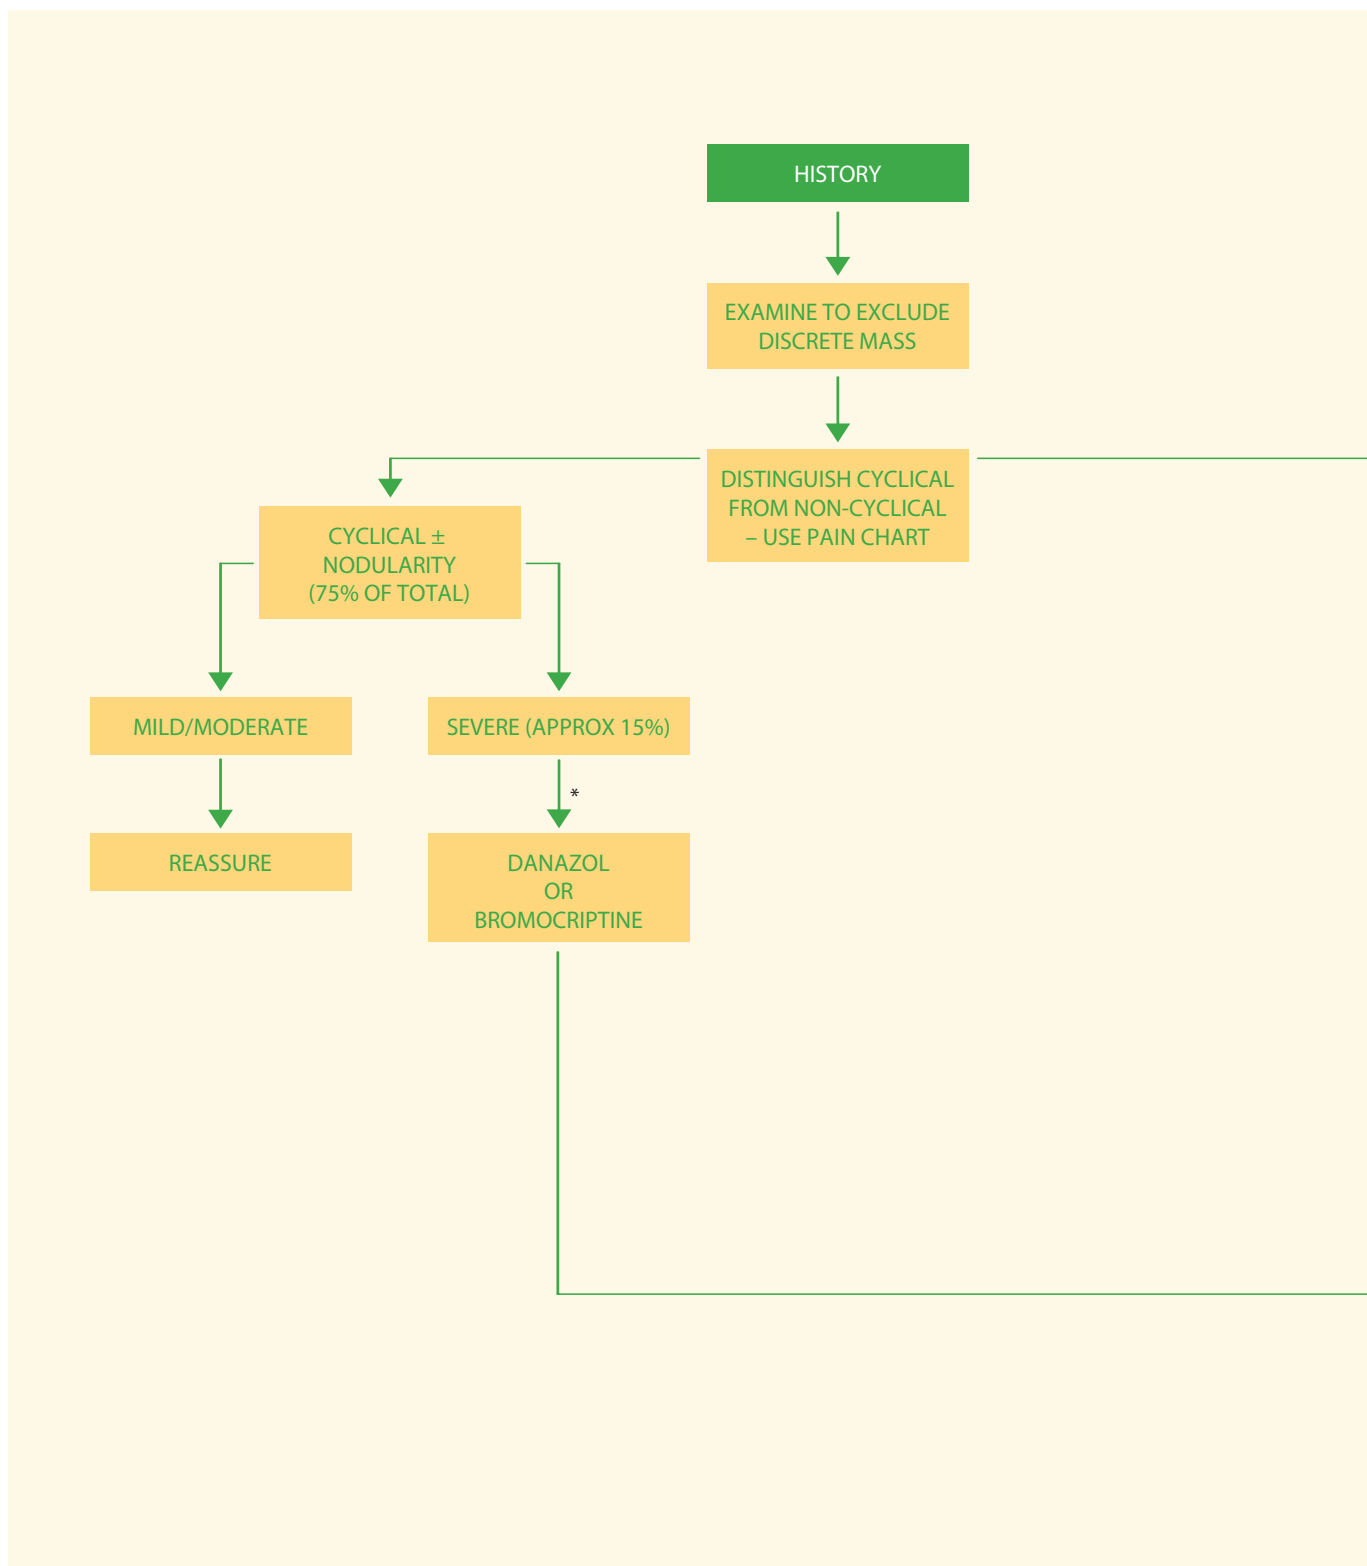 HISTORY
EXAMINE TO EXCLUDE
DISCRETE MASS
DISTINGUISH CYCLICAL
FROM NON-CYCLICAL
– USE PAIN CHART
CYCLICAL ±
NODULARITY
(75% OF TOTAL)
MILD/MODERATE
SEVERE (APPROX 15%)
*
REASSURE
DANAZOL
OR
BROMOCRIPTINE